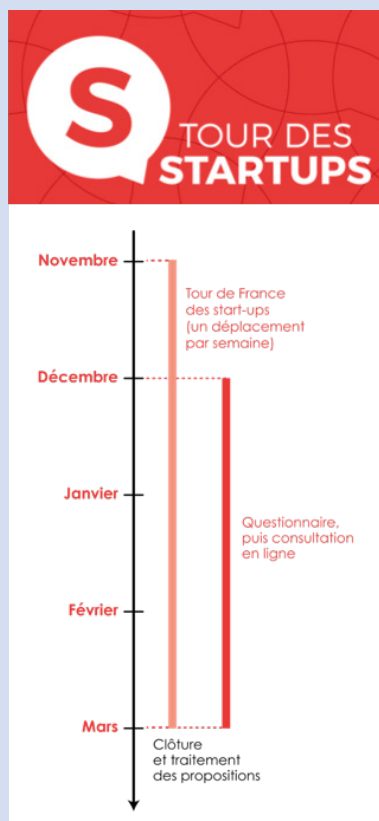 S
TOUR DES
STARTUPS
Novembre
Tour de France
des start-ups
(un déplacement
par semaine)
Décembre
Janvier
Questionnaire,
puis consultation
en ligne
Février
Mars
Clôture
et traitement
des propositions